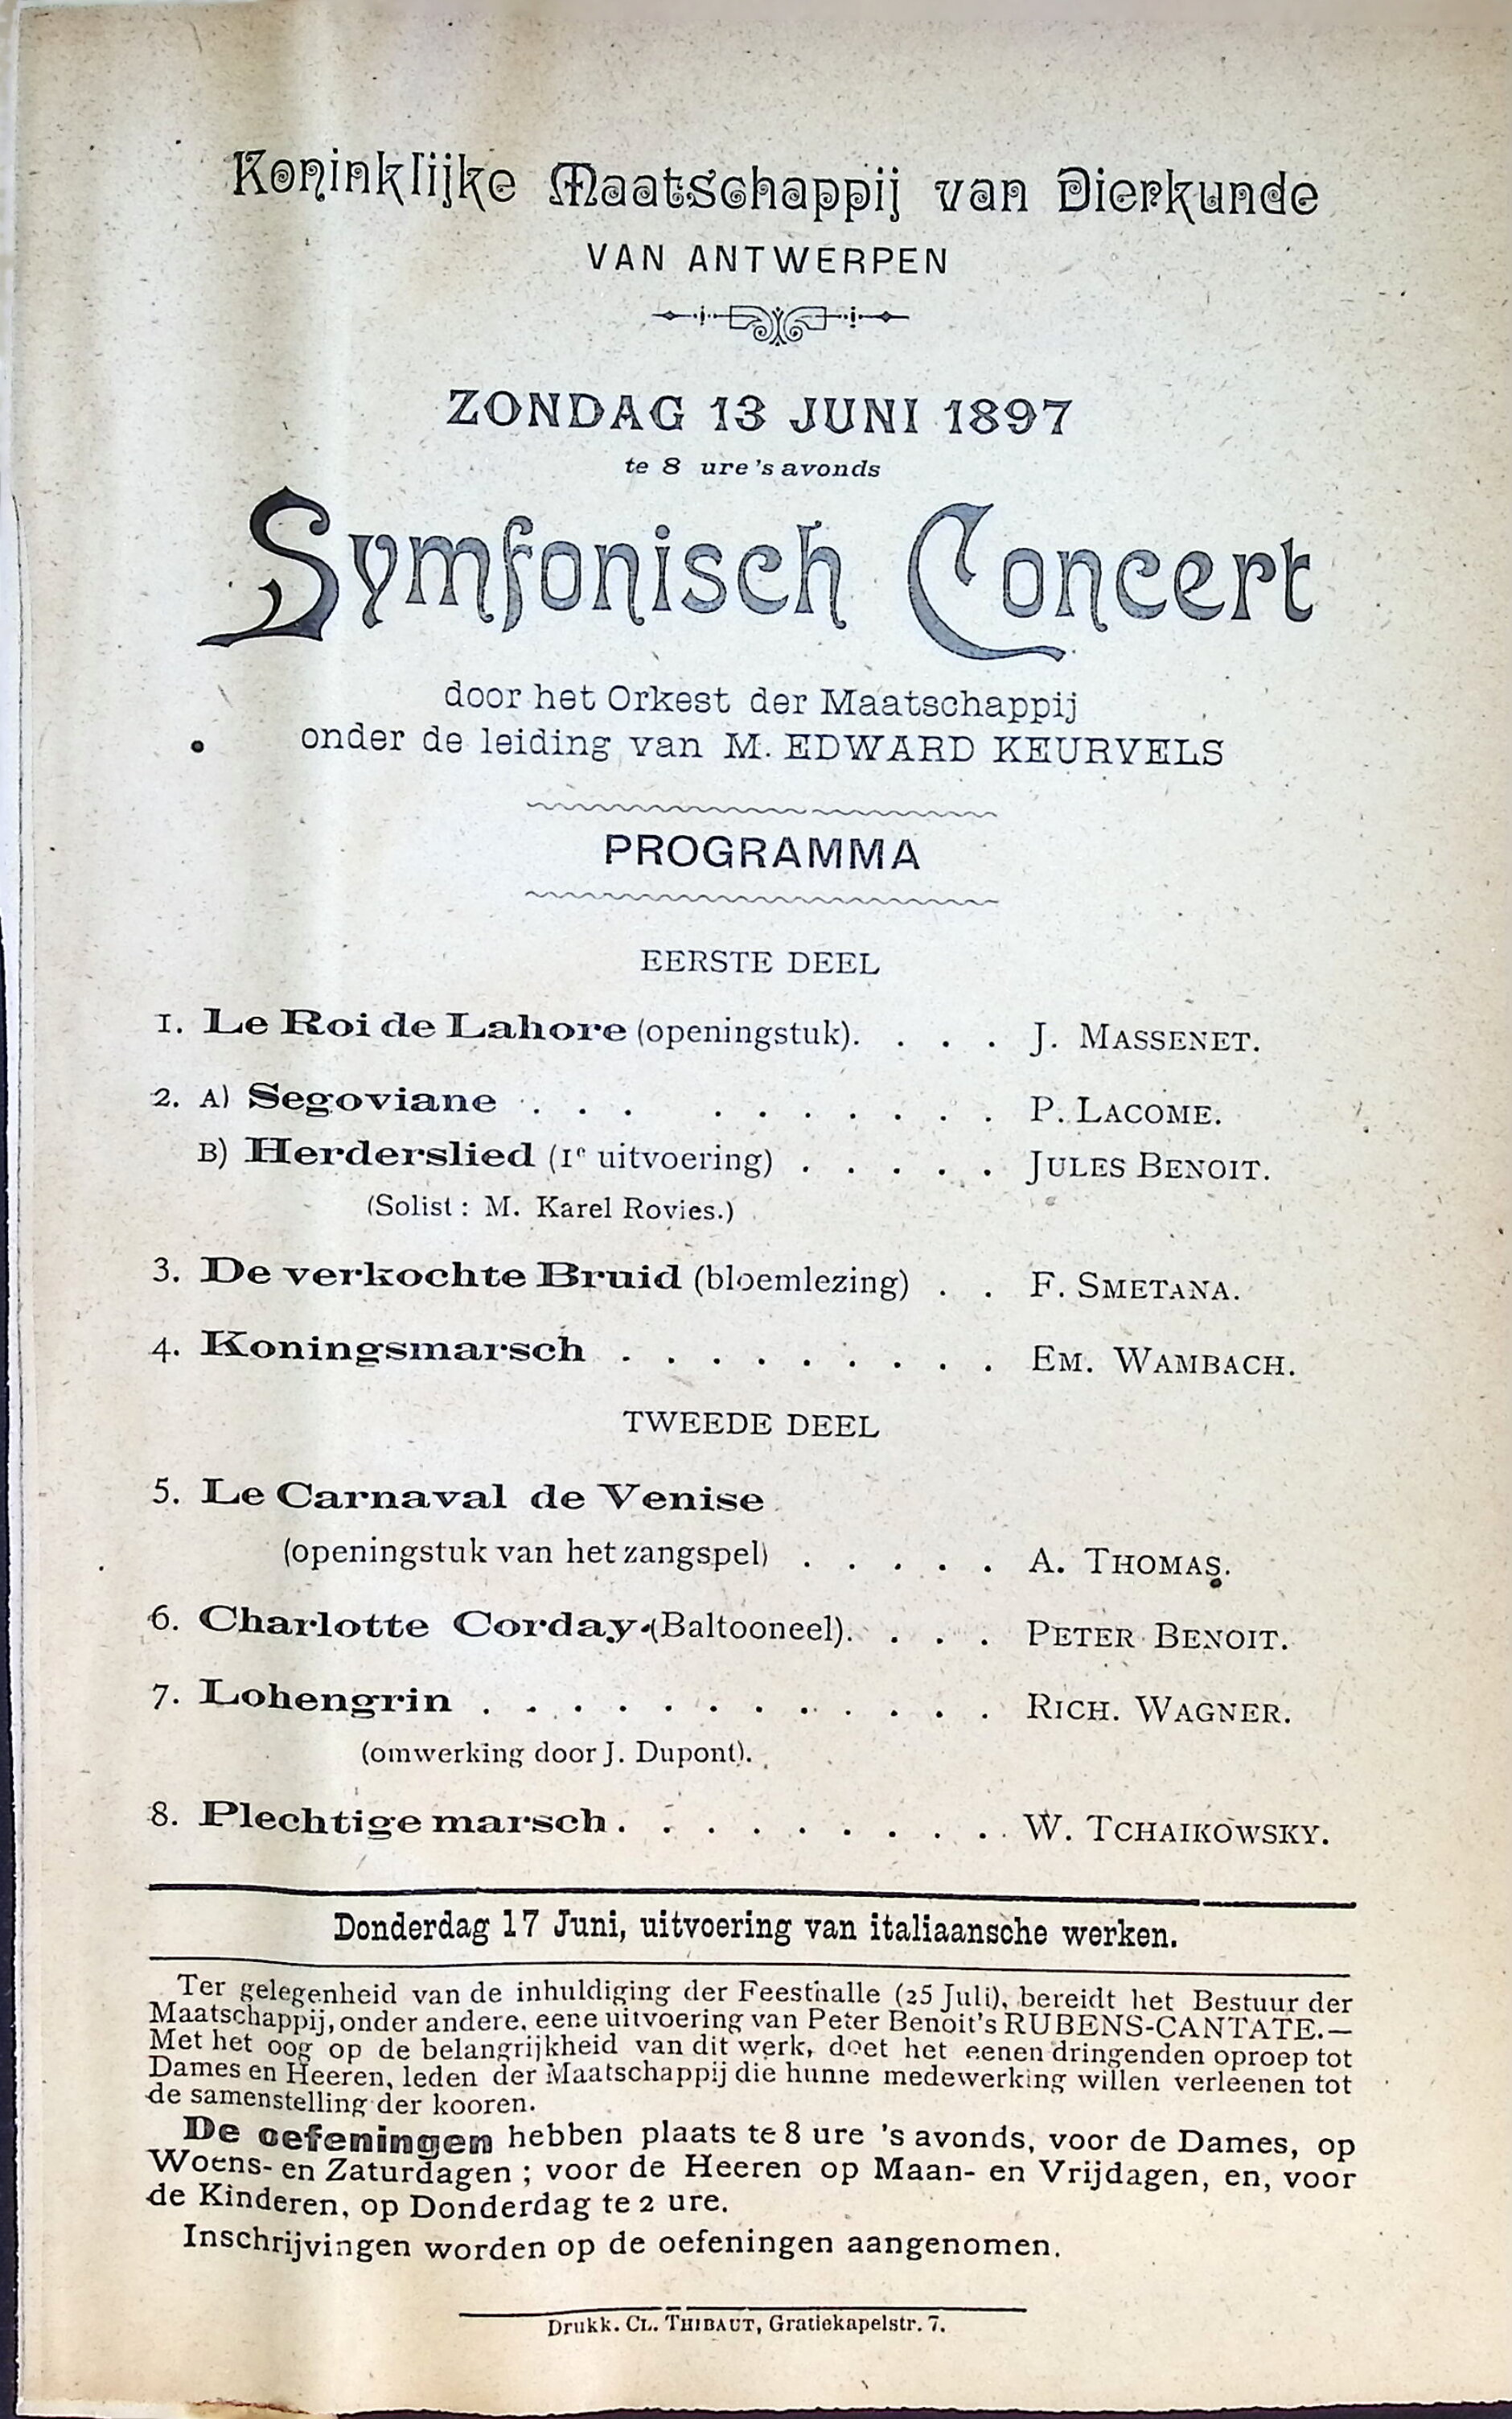 Koninklijke Maatschappij van Dierkunde
VAN ANTWERPEN
ZONDAG 13 JUNI 1897
te 8 ure 's avonds
Symfonisch Concert
door het Orkest der Maatschappij
onder de leiding van M. EDWARD KEURVELS
PROGRAMMA
EERSTE DEEL
1. Le Roi de Lahore (openingstuk). . . . J. MASSENET.
2. A) Segoviane . . . . . . . . . . P. LACOME.
B) Herderslied (1e uitvoering) . . . . . JULES BENOIT.
(Solist : M. Karel Rovies.)
3. De verkochte Bruid (bloemlezing) . . F. SMETANA.
4. Koningsmarsch . . . . . . . . . EM. WAMBACH.
TWEEDE DEEL
5. Le Carnaval de Venise
(openingstuk van het zangspel) . . . . . A. THOMAS.
6. Charlotte Corday (Baltooneel). . . . PETER BENOIT.
7. Lohengrin . . . . . . . . . . . . RICH. WAGNER.
(omwerking door J. Dupont).
8. Plechtige marsch. . . . . . . . . . W. TCHAIKOWSKY.
Donderdag 17 Juni, uitvoering van italiaansche werken.
Ter gelegenheid van de inhuldiging der Feesthalle (25 Juli), bereidt het Bestuur der
Maatschappij, onder andere, eene uitvoering van Peter Benoit's RUBENS-CANTATE.—
Met het oog op de belangrijkheid van dit werk, doet het eenen dringenden oproep tot
Dames en Heeren, leden der Maatschappij die hunne medewerking willen verleenen tot
de samenstelling der kooren.
De oefeningen hebben plaats te 8 ure 's avonds, voor de Dames, op
Woens- en Zaturdagen ; voor de Heeren op Maan- en Vrijdagen, en, voor
de Kinderen, op Donderdag te 2 ure.
Inschrijvingen worden op de oefeningen aangenomen.
Drukk. CL. THIBAUT, Gratiekapelstr. 7.